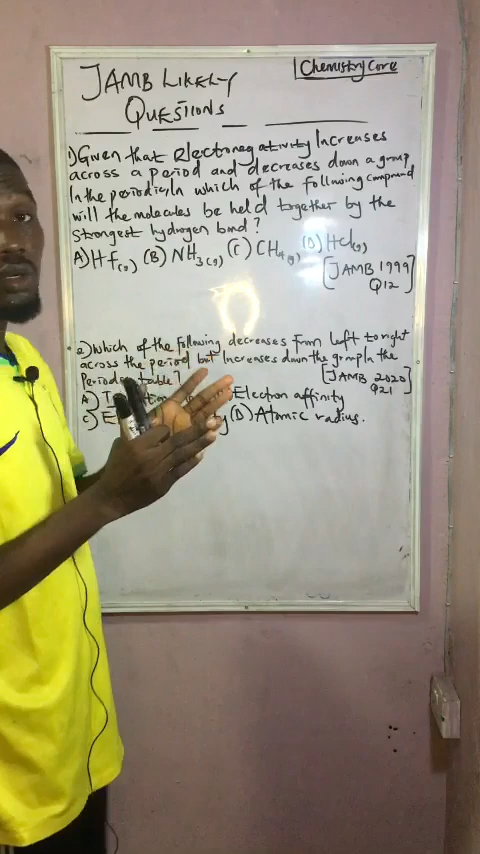 JAMB LIKELY
QUESTIONS
Chemistry Core
1) Given that Electronegativity Increases
across a period and decreases down a group
In the periodic, In which of the following compound
will the molecules be held together by the
strongest hydrogen bond?
A) HF(g) (B) NH3(g) (C) CH4(g) (D) HCl(g)
[JAMB 1999
Q12]
2) Which of the following decreases from left to right
across the period but Increases down the group In the
Periodic table?
[JAMB 2020
Q21]
A) Electron affinity
C) (D) Atomic radius.